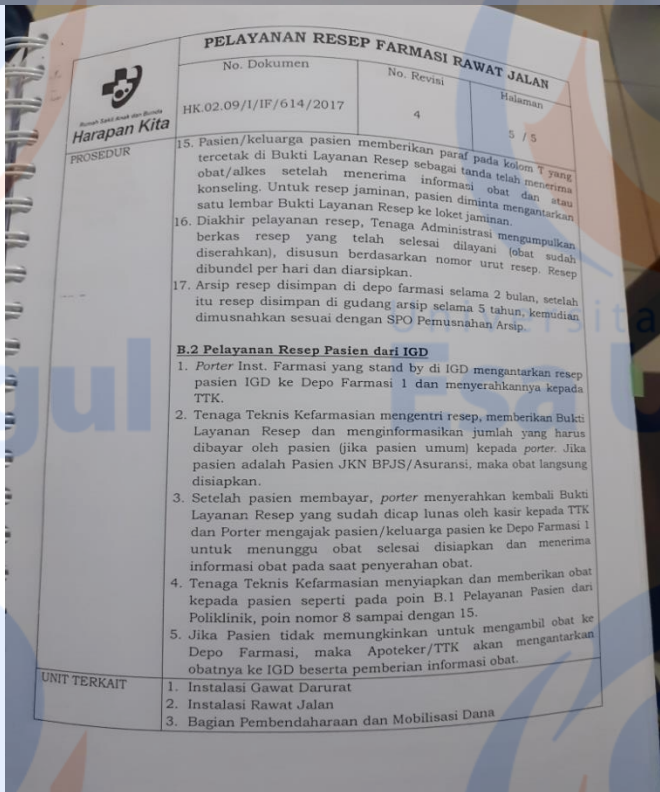 PELAYANAN RESEP FARMASI RAWAT JALAN
Rumah Sakit Anak dan Bunda
Harapan Kita
No. Dokumen
HK.02.09/I/IF/614/2017
No. Revisi
4
Halaman
5 / 5
PROSEDUR
15. Pasien/keluarga pasien memberikan paraf pada kolom T yang
tercetak di Bukti Layanan Resep sebagai tanda telah menerima
obat/alkes setelah menerima informasi obat dan atau
konseling. Untuk resep jaminan, pasien diminta mengantarkan
satu lembar Bukti Layanan Resep ke loket jaminan.
16. Diakhir pelayanan resep, Tenaga Administrasi mengumpulkan
berkas resep yang telah selesai dilayani (obat sudah
diserahkan), disusun berdasarkan nomor urut resep. Resep
dibundel per hari dan diarsipkan.
17. Arsip resep disimpan di depo farmasi selama 2 bulan, setelah
itu resep disimpan di gudang arsip selama 5 tahun, kemudian
dimusnahkan sesuai dengan SPO Pemusnahan Arsip.
B.2 Pelayanan Resep Pasien dari IGD
1. Porter Inst. Farmasi yang stand by di IGD mengantarkan resep
pasien IGD ke Depo Farmasi 1 dan menyerahkannya kepada
TTK.
2. Tenaga Teknis Kefarmasian mengentri resep, memberikan Bukti
Layanan Resep dan menginformasikan jumlah yang harus
dibayar oleh pasien (jika pasien umum) kepada porter. Jika
pasien adalah Pasien JKN BPJS/Asuransi, maka obat langsung
disiapkan.
3. Setelah pasien membayar, porter menyerahkan kembali Bukti
Layanan Resep yang sudah dicap lunas oleh kasir kepada TTK
dan Porter mengajak pasien/keluarga pasien ke Depo Farmasi 1
untuk menunggu obat selesai disiapkan dan menerima
informasi obat pada saat penyerahan obat.
4. Tenaga Teknis Kefarmasian menyiapkan dan memberikan obat
kepada pasien seperti pada poin B.1 Pelayanan Pasien dari
Poliklinik, poin nomor 8 sampai dengan 15.
5. Jika Pasien tidak memungkinkan untuk mengambil obat ke
Depo Farmasi, maka Apoteker/TTK akan mengantarkan
obatnya ke IGD beserta pemberian informasi obat.
UNIT TERKAIT
1. Instalasi Gawat Darurat
2. Instalasi Rawat Jalan
3. Bagian Pembendaharaan dan Mobilisasi Dana